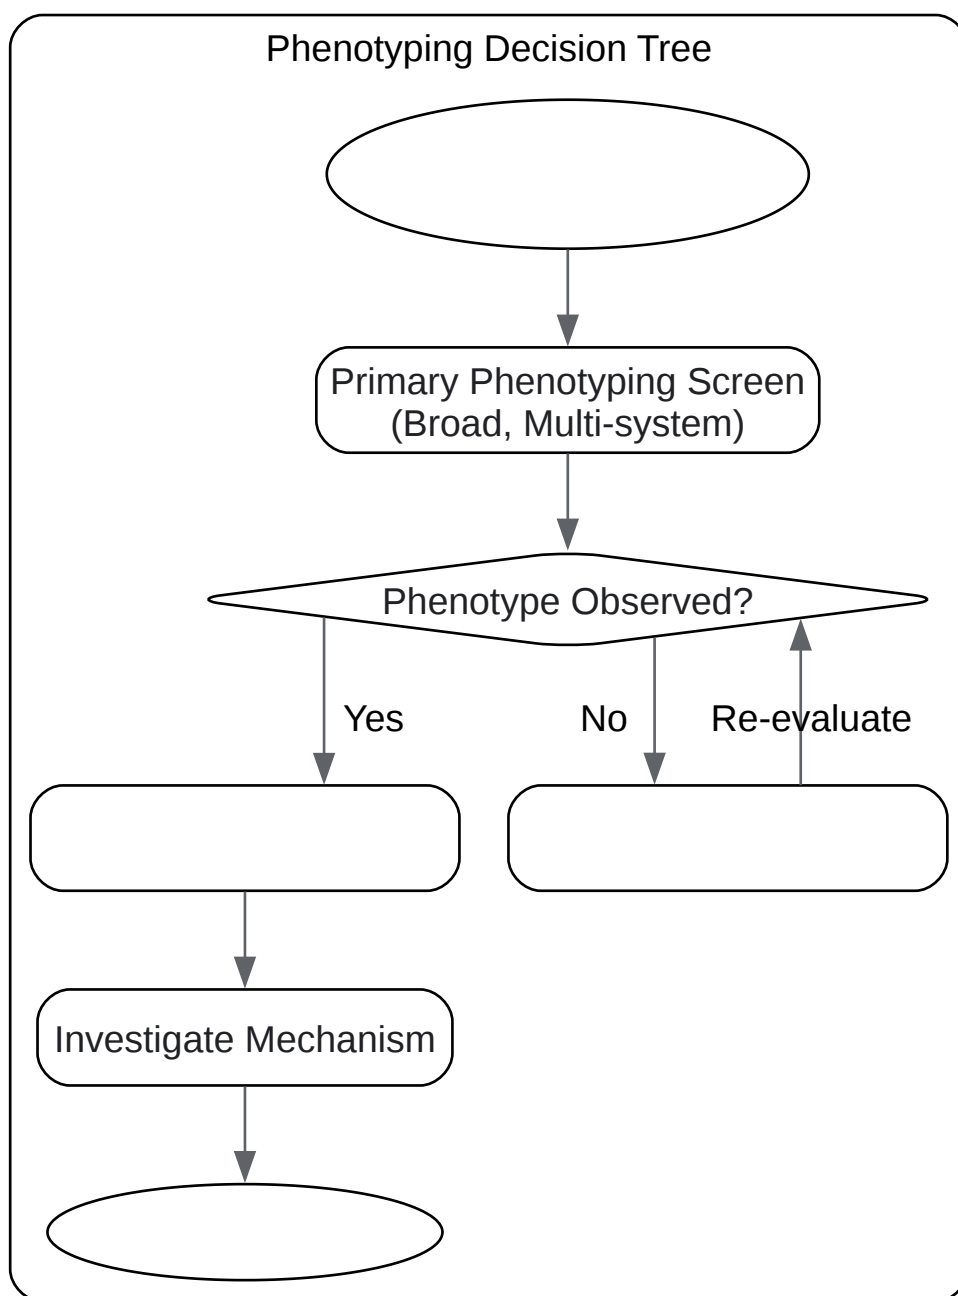 Phenotyping Decision Tree
Primary Phenotyping Screen
(Broad, Multi-system)
Phenotype Observed?
Yes
No
Re-evaluate
Investigate Mechanism